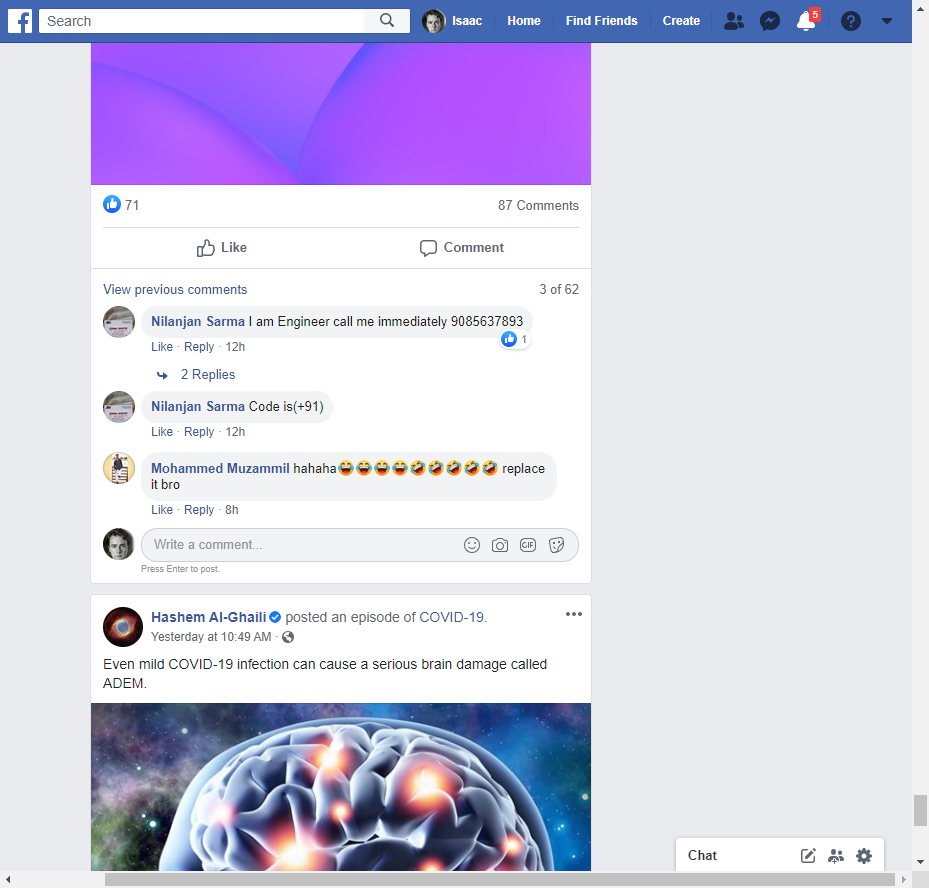 Search
Isaac
Home
Find Friends
Create
5
71
87 Comments
Like
Comment
View previous comments
3 of 62
Nilanjan Sarma I am Engineer call me immediately 9085637893
1
Like · Reply · 12h
2 Replies
Nilanjan Sarma Code is(+91)
Like · Reply · 12h
Mohammed Muzammil hahaha😂😂😂😂🤣🤣🤣🤣🤣 replace
it bro
Like · Reply · 8h
Write a comment...
GIF
Press Enter to post.
Hashem Al-Ghaili posted an episode of COVID-19.
Yesterday at 10:49 AM ·
Even mild COVID-19 infection can cause a serious brain damage called
ADEM.
Chat